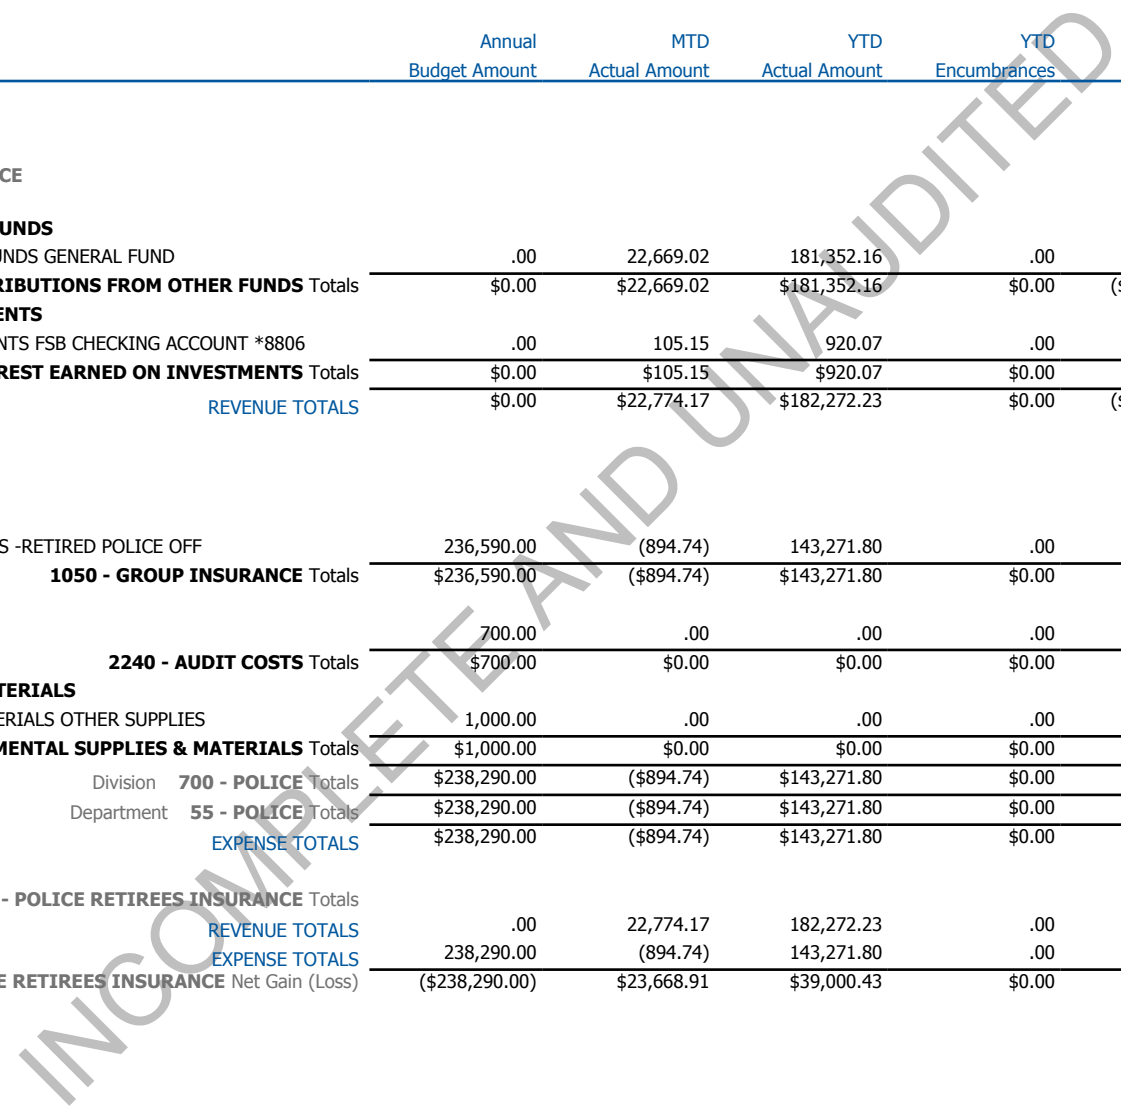 Annual MTD YTD YTD
Budget Amount Actual Amount Actual Amount Encumbrances
CE
UNDS
UNDS GENERAL FUND .00 22,669.02 181,352.16 .00
RIBUTIONS FROM OTHER FUNDS Totals $0.00 $22,669.02 $181,352.16 $0.00 ($
ENTS
NTS FSB CHECKING ACCOUNT *8806 .00 105.15 920.07 .00
REST EARNED ON INVESTMENTS Totals $0.00 $105.15 $920.07 $0.00
REVENUE TOTALS $0.00 $22,774.17 $182,272.23 $0.00 ($
S -RETIRED POLICE OFF 236,590.00 (894.74) 143,271.80 .00
1050 - GROUP INSURANCE Totals $236,590.00 ($894.74) $143,271.80 $0.00
700.00 .00 .00 .00
2240 - AUDIT COSTS Totals $700.00 $0.00 $0.00 $0.00
TERIALS
ERIALS OTHER SUPPLIES 1,000.00 .00 .00 .00
MENTAL SUPPLIES & MATERIALS Totals $1,000.00 $0.00 $0.00 $0.00
Division 700 - POLICE Totals $238,290.00 ($894.74) $143,271.80 $0.00
Department 55 - POLICE Totals $238,290.00 ($894.74) $143,271.80 $0.00
EXPENSE TOTALS $238,290.00 ($894.74) $143,271.80 $0.00
- POLICE RETIREES INSURANCE Totals
REVENUE TOTALS .00 22,774.17 182,272.23 .00
EXPENSE TOTALS 238,290.00 (894.74) 143,271.80 .00
E RETIREES INSURANCE Net Gain (Loss) ($238,290.00) $23,668.91 $39,000.43 $0.00
INCOMPLETE AND UNAUDITED